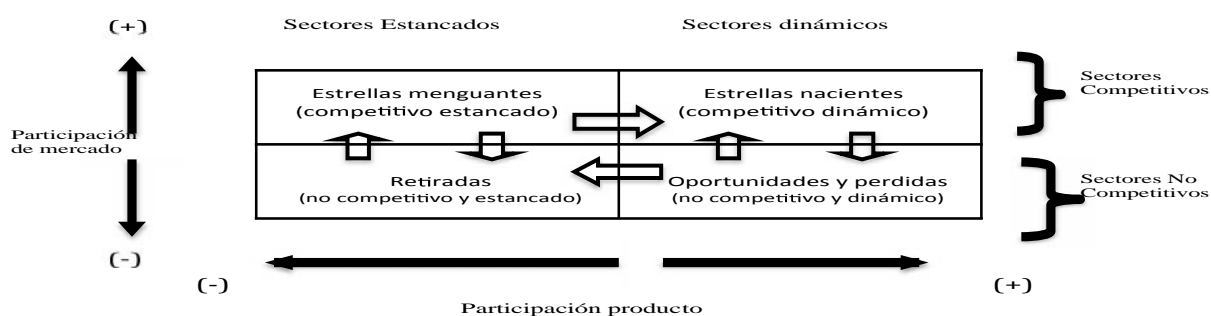 (+)
Sectores Estancados
Sectores dinámicos
Estrellas menguantes
(competitivo estancado)
Estrellas nacientes
(competitivo dinámico)
Sectores
Competitivos
Participación
de mercado
Retiradas
(no competitivo y estancado)
Oportunidades y perdidas
(no competitivo y dinámico)
Sectores No
Competitivos
(-)
(-)
(+)
Participación producto